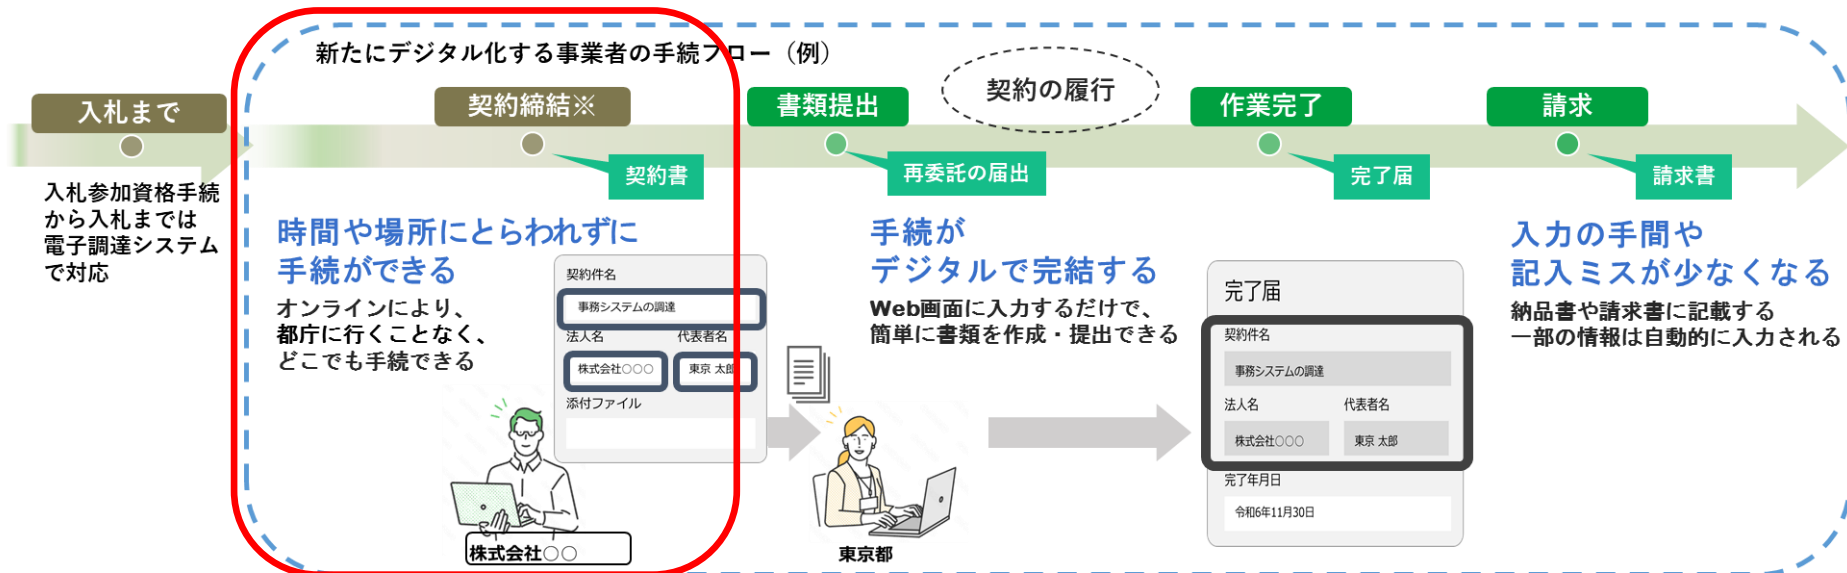 新たにデジタル化する事業者の手続フロー（例）
入札まで
入札参加資格手続
から入札までは
電子調達システム
で対応
契約締結※
契約書
時間や場所にとらわれずに
手続ができる
オンラインにより、
都庁に行くことなく、
どこでも手続できる
契約件名
事務システムの調達
法人名 代表者名
株式会社○○○ 東京 太郎
添付ファイル
株式会社○○
書類提出
再委託の届出
契約の履行
手続が
デジタルで完結する
Web画面に入力するだけで、
簡単に書類を作成・提出できる
東京都
作業完了
完了届
完了届
契約件名
事務システムの調達
法人名 代表者名
株式会社○○○ 東京 太郎
完了年月日
令和6年11月30日
請求
請求書
入力の手間や
記入ミスが少なくなる
納品書や請求書に記載する
一部の情報は自動的に入力される